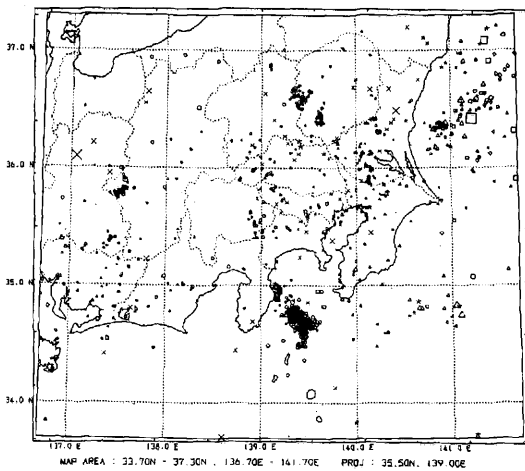 37.0 N
36.0 N
35.0 N
34.0 N
137.0 E 138.0 E 139.0 E 140.0 E 141.0 E
MAP AREA : 33.70N - 37.30N , 136.70E - 141.70E PROJ : 35.50N, 139.00E